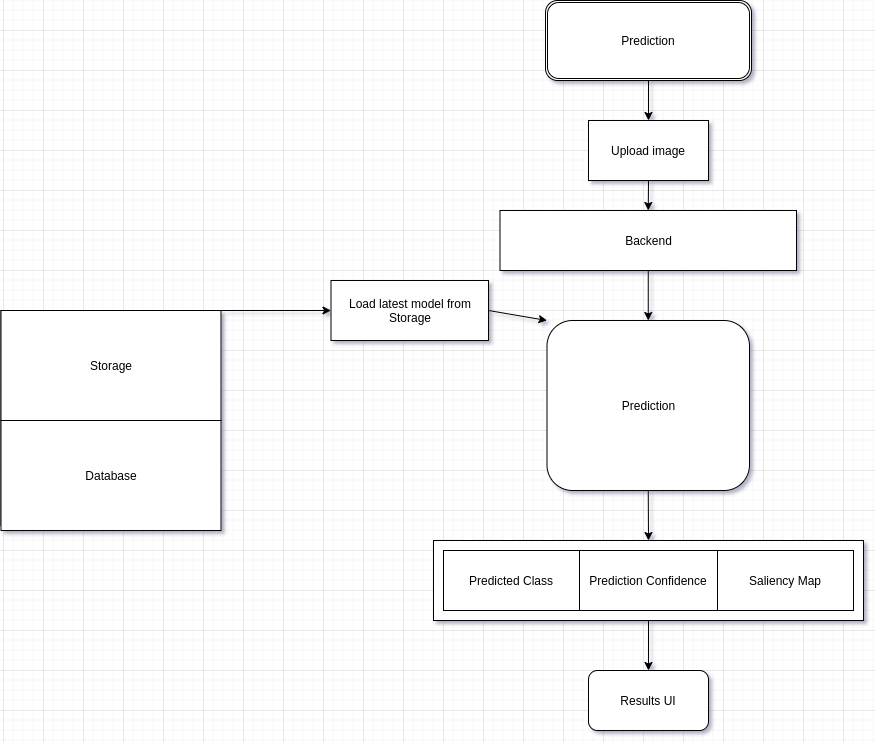 Prediction
Upload image
Backend
Load latest model from
Storage
Storage
Prediction
Database
Predicted Class
Prediction Confidence
Saliency Map
Results UI